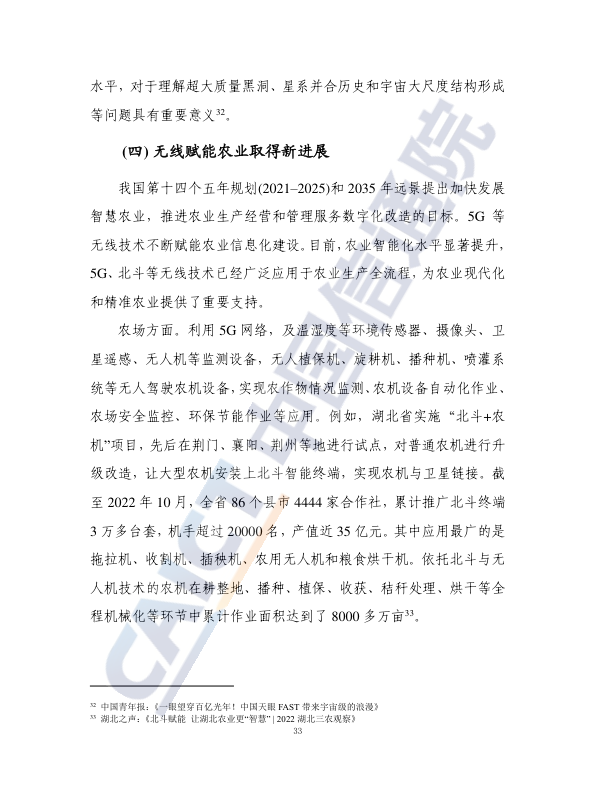 水平，对于理解超大质量黑洞、星系并合历史和宇宙大尺度结构形成
等问题具有重要意义32。
(四) 无线赋能农业取得新进展
我国第十四个五年规划(2021–2025)和 2035 年远景提出加快发展
智慧农业，推进农业生产经营和管理服务数字化改造的目标。5G 等
无线技术不断赋能农业信息化建设。目前，农业智能化水平显著提升，
5G、北斗等无线技术已经广泛应用于农业生产全流程，为农业现代化
和精准农业提供了重要支持。
农场方面。利用 5G 网络，及温湿度等环境传感器、摄像头、卫
星遥感、无人机等监测设备，无人植保机、旋耕机、播种机、喷灌系
统等无人驾驶农机设备，实现农作物情况监测、农机设备自动化作业、
农场安全监控、环保节能作业等应用。例如，湖北省实施“北斗+农
机”项目，先后在荆门、襄阳、荆州等地进行试点，对普通农机进行升
级改造，让大型农机安装上北斗智能终端，实现农机与卫星链接。截
至 2022 年 10 月，全省 86 个县市 4444 家合作社，累计推广北斗终端
3 万多台套，机手超过 20000 名，产值近 35 亿元。其中应用最广的是
拖拉机、收割机、插秧机、农用无人机和粮食烘干机。依托北斗与无
人机技术的农机在耕整地、播种、植保、收获、秸秆处理、烘干等全
程机械化等环节中累计作业面积达到了 8000 多万亩33。
32 中国青年报：《一眼望穿百亿光年！中国天眼 FAST 带来宇宙级的浪漫》
33 湖北之声：《北斗赋能 让湖北农业更“智慧” | 2022 湖北三农观察》
33
CAICT 中国信通院